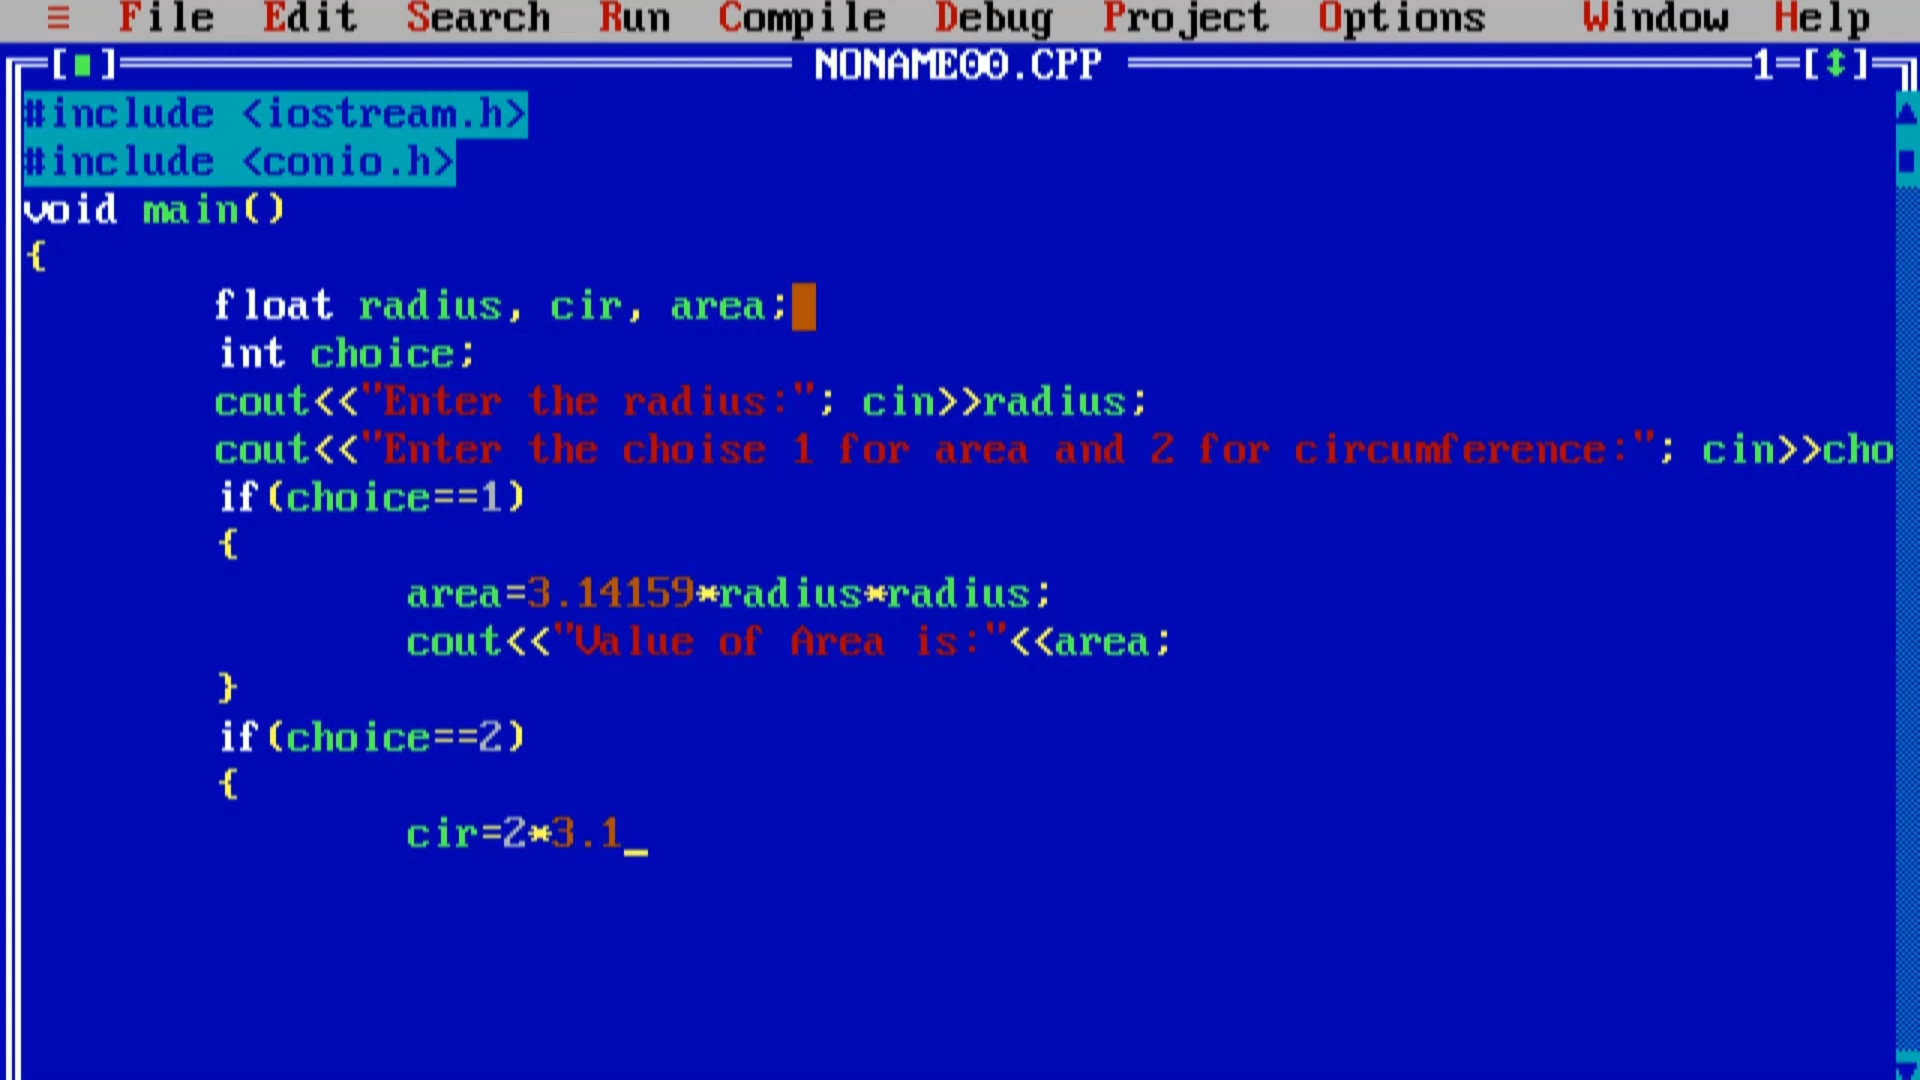 ≡ File Edit Search Run Compile Debug Project Options Window Help
[■] NONAME00.CPP 1=[↕]
#include <iostream.h>
#include <conio.h>
void main()
{
float radius, cir, area;
int choice;
cout<<"Enter the radius:"; cin>>radius;
cout<<"Enter the choise 1 for area and 2 for circumference:"; cin>>cho
if(choice==1)
{
area=3.14159*radius*radius;
cout<<"Value of Area is:"<<area;
}
if(choice==2)
{
cir=2*3.1_